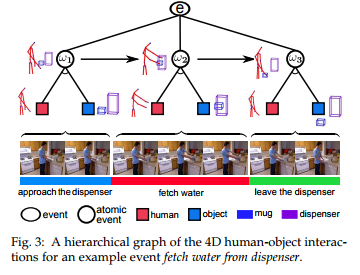 e
ω1
ω2
ω3
approach the dispenser
fetch water
leave the dispenser
event
atomic event
human
object
mug
dispenser
Fig. 3: A hierarchical graph of the 4D human-object interac-
tions for an example event fetch water from dispenser.